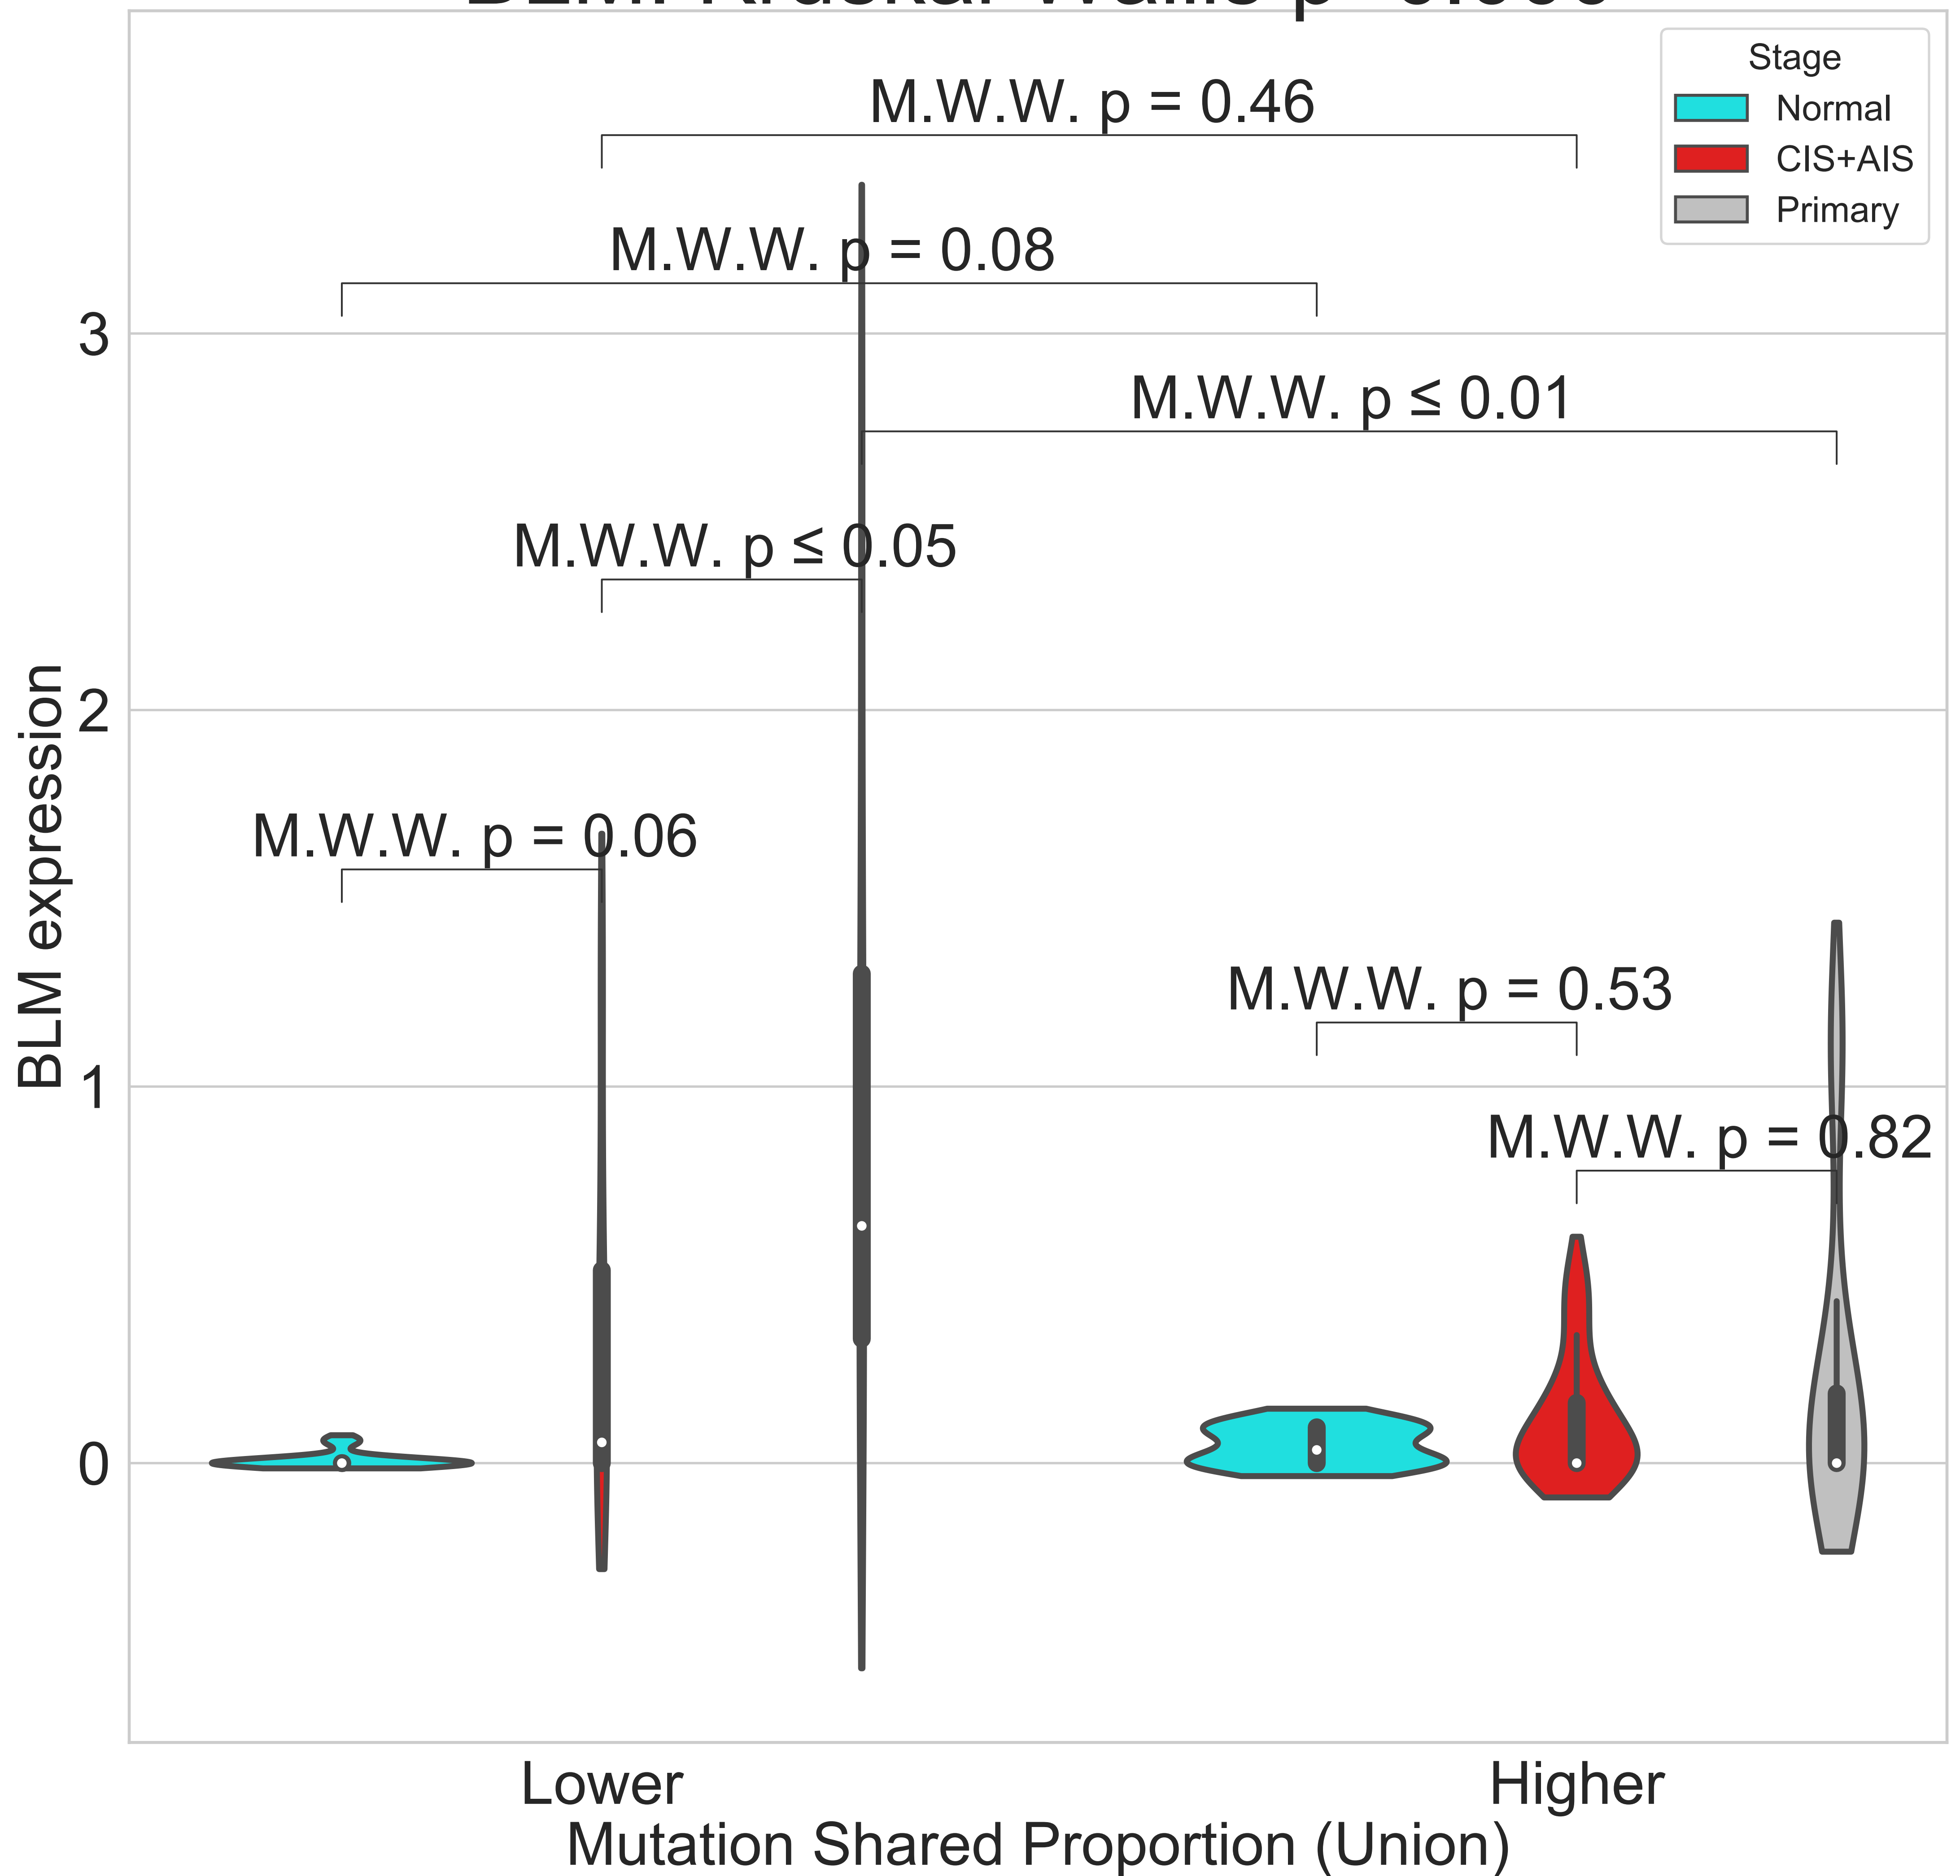 Stage
Normal
CIS+AIS
Primary
M.W.W. p = 0.46
M.W.W. p = 0.08
M.W.W. p ≤ 0.01
M.W.W. p ≤ 0.05
M.W.W. p = 0.06
M.W.W. p = 0.53
M.W.W. p = 0.82
3
2
1
0
BLM expression
Lower
Higher
Mutation Shared Proportion (Union)